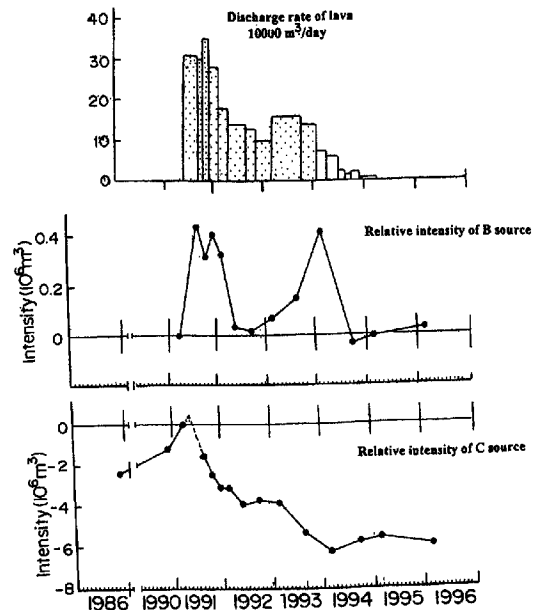 Discharge rate of lava
10000 m³/day
40
30
20
10
0
Relative intensity of B source
Intensity (10⁶m³)
0.4
0.2
0
Relative intensity of C source
Intensity (10⁶m³)
0
-2
-4
-6
-8
1986 1990 1991 1992 1993 1994 1995 1996